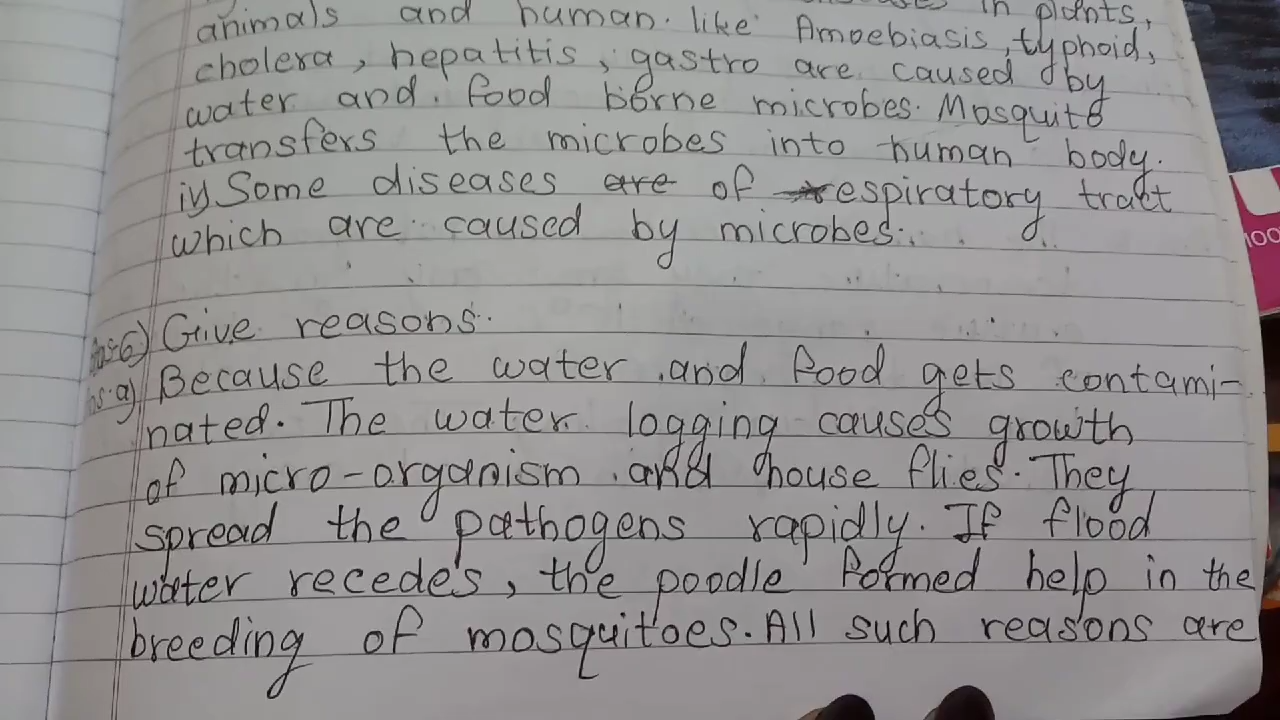 in plants,
animals and human. like Amoebiasis, typhoid,
cholera, hepatitis, gastro are caused by
water and food borne microbes. Mosquito
transfers the microbes into human body.
iv) Some diseases are of respiratory tract
which are caused by microbes.
6) Give reasons.
a) Because the water and food gets contami-
nated. The water logging causes growth
of micro-organism and house flies. They
spread the pathogens rapidly. If flood
water recedes, the poodle formed help in the
breeding of mosquitoes. All such reasons are
100